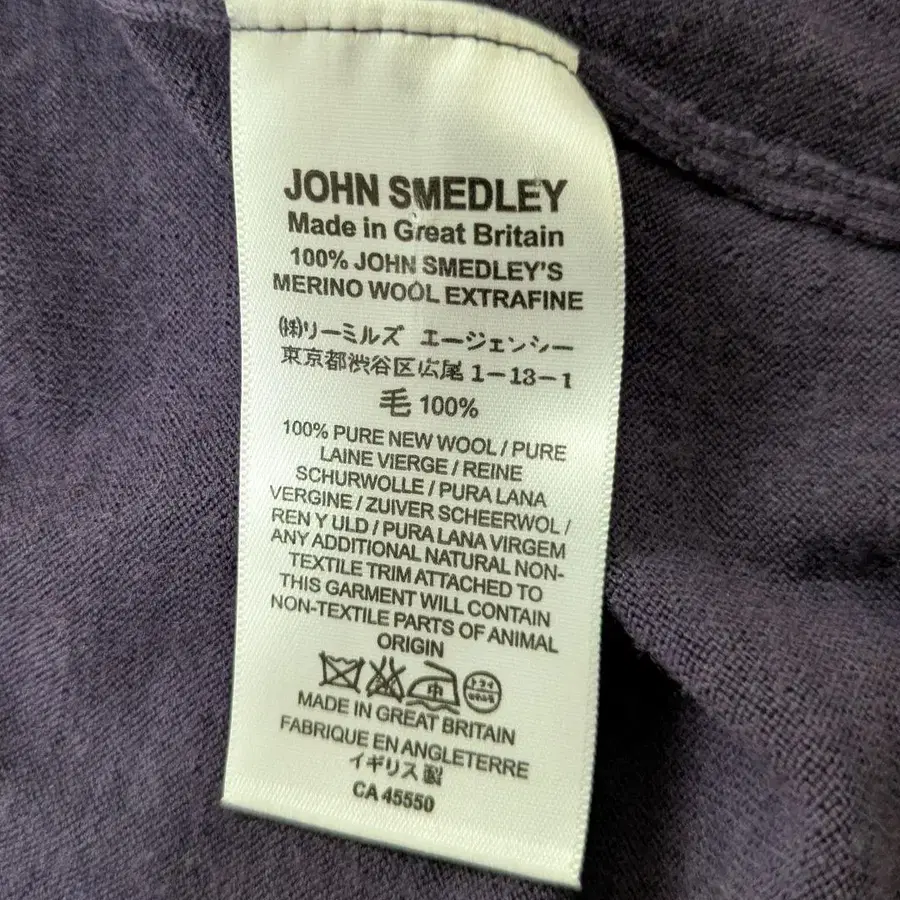 JOHN SMEDLEY
Made in Great Britain
100% JOHN SMEDLEY'S
MERINO WOOL EXTRAFINE
㈱リーミルズ エージェンシー
東京都渋谷区広尾 1-13-1
毛 100%
100% PURE NEW WOOL / PURE
LAINE VIERGE / REINE
SCHURWOLLE / PURA LANA
VERGINE / ZUIVER SCHEERWOL /
REN Y ULD / PURA LANA VIRGEM
ANY ADDITIONAL NATURAL NON-
TEXTILE TRIM ATTACHED TO
THIS GARMENT WILL CONTAIN
NON-TEXTILE PARTS OF ANIMAL
ORIGIN
中 ドライ
MADE IN GREAT BRITAIN
FABRIQUE EN ANGLETERRE
イギリス製
CA 45550